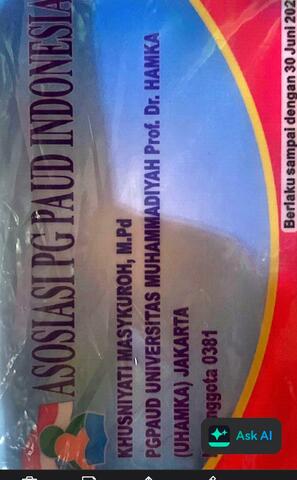 ASOSIASI PG PAUD INDONESIA
KHUSNIYATI MASYKUROH, M.Pd
PGPAUD UNIVERSITAS MUHAMMADIYAH Prof. Dr. HAMKA
(UHAMKA) JAKARTA
0381
Berlaku sampai dengan 30 Juni
Ask AI